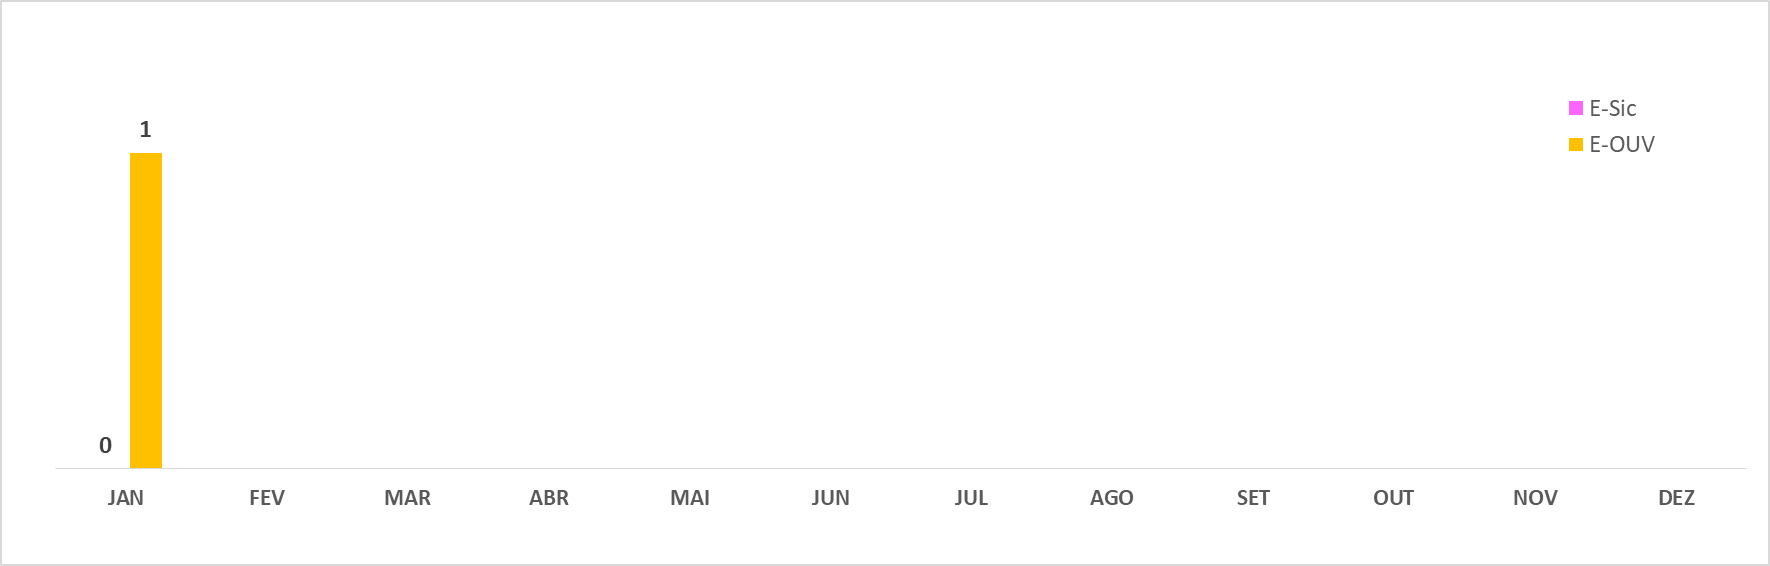 E-Sic
E-OUV
1
0
JAN FEV MAR ABR MAI JUN JUL AGO SET OUT NOV DEZ